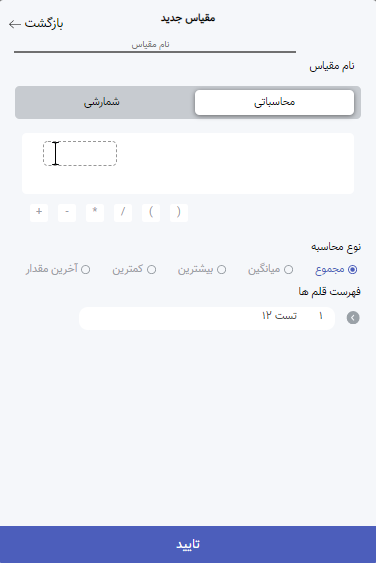 مقیاس جدید
بازگشت
نام مقیاس
نام مقیاس
محاسباتی شمارشی
+ - * / ( )
نوع محاسبه
مجموع میانگین بیشترین کمترین آخرین مقدار
فهرست قلم ها
۱ تست ۱۲
تایید